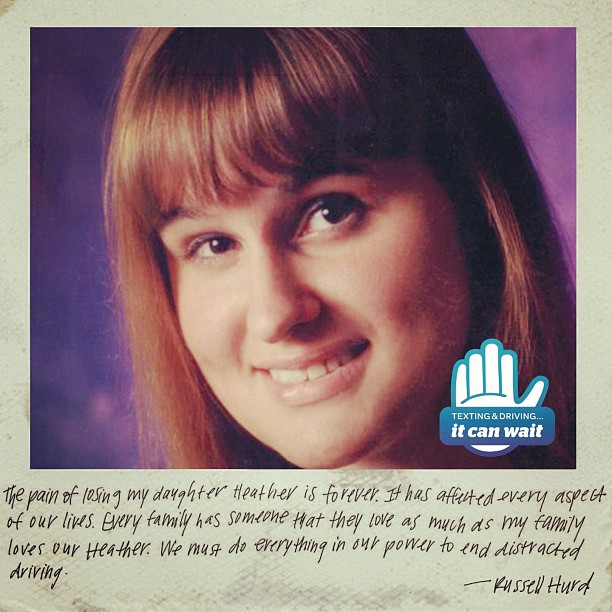 TEXTING & DRIVING...
it can wait
The pain of losing my daughter Heather is forever. It has affected every aspect
of our lives. Every family has someone that they love as much as my family
loves our Heather. We must do everything in our power to end distracted
driving.
—Russell Hurd